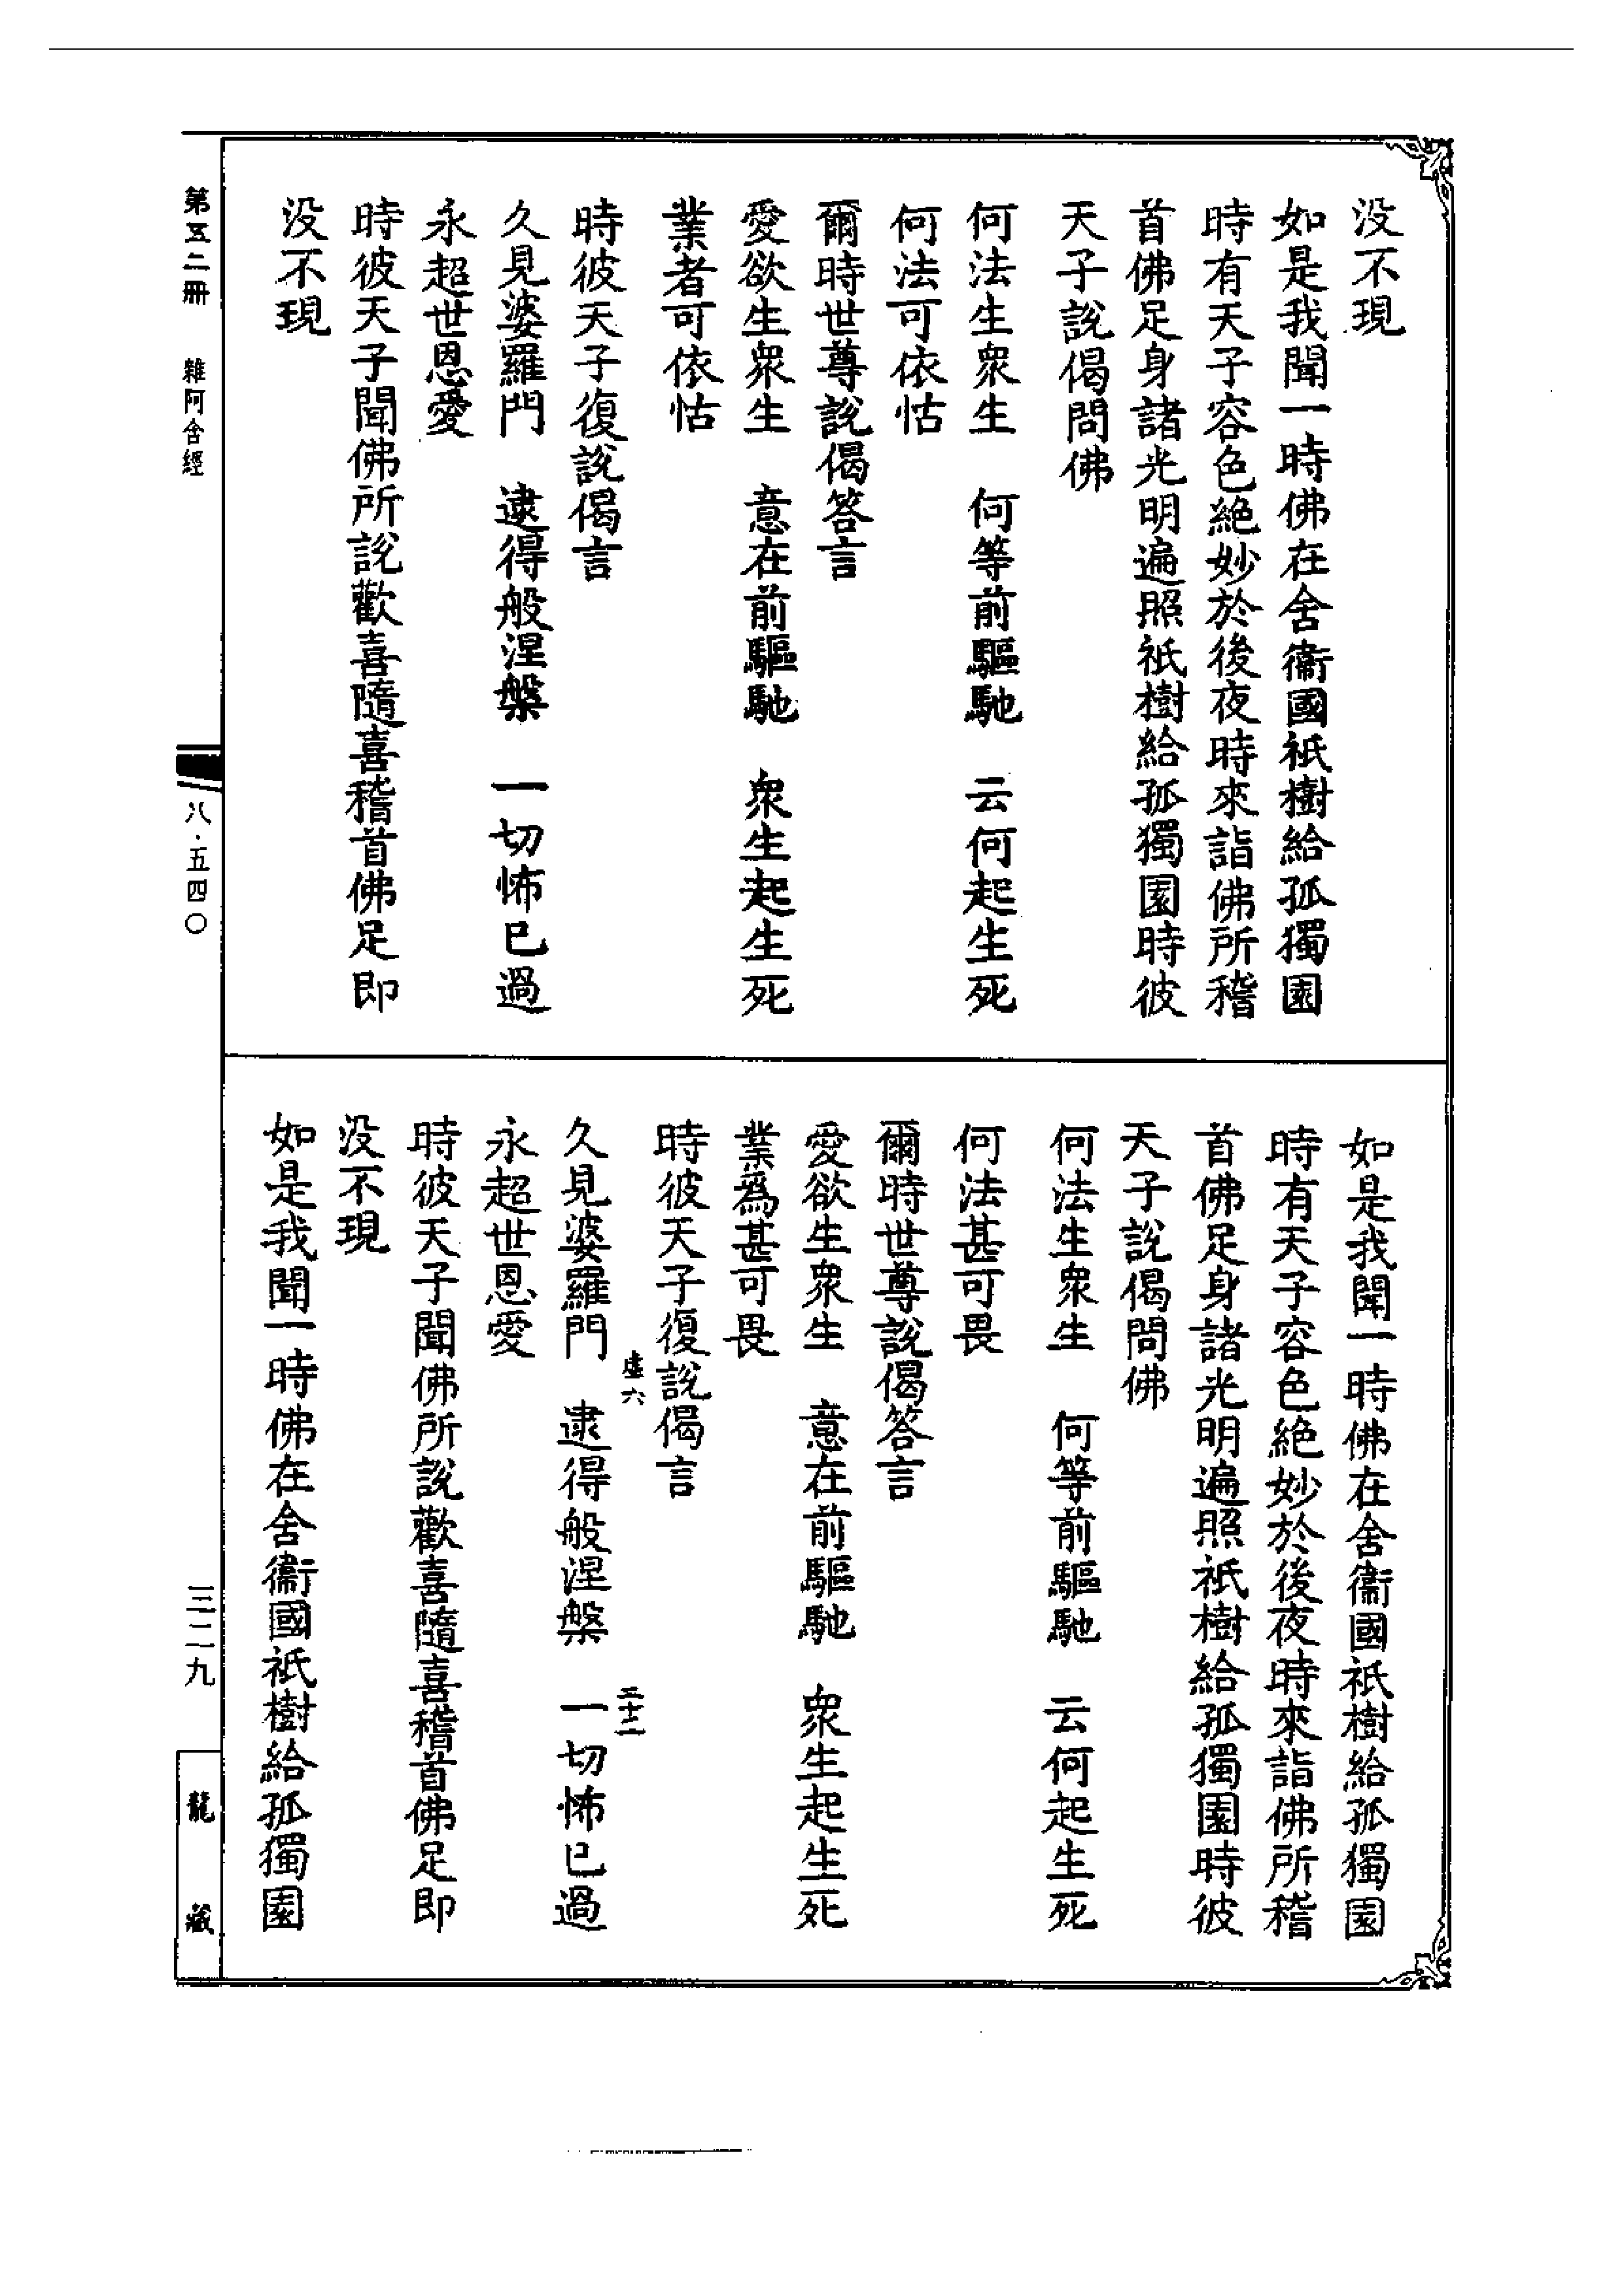 没不現
如是我聞一時佛在舍衞國祇樹給孤獨園
時有天子容色絶妙於後夜時來詣佛所稽
首佛足身諸光明遍照祇樹給孤獨園時彼
天子説偈問佛
何法生衆生　何等前驅馳　云何起生死
何法可依怙
爾時世尊説偈答言
愛欲生衆生　意在前驅馳　衆生起生死
業者可依怙
時彼天子復説偈言
久見婆羅門　逮得般涅槃　一切怖已過
永超世恩愛
時彼天子聞佛所説歡喜隨喜稽首佛足即
没不現
如是我聞一時佛在舍衞國祇樹給孤獨園
時有天子容色絶妙於後夜時來詣佛所稽
首佛足身諸光明遍照祇樹給孤獨園時彼
天子説偈問佛
何法生衆生　何等前驅馳　云何起生死
何法甚可畏
爾時世尊説偈答言
愛欲生衆生　意在前驅馳　衆生起生死
業爲甚可畏
時彼天子復説偈言
虚六　二十二
久見婆羅門　逮得般涅槃　一切怖已過
永超世恩愛
時彼天子聞佛所説歡喜隨喜稽首佛足即
没不現
如是我聞一時佛在舍衞國祇樹給孤獨園
第五二冊　雜阿含經
八·五四〇
三二九
龍藏